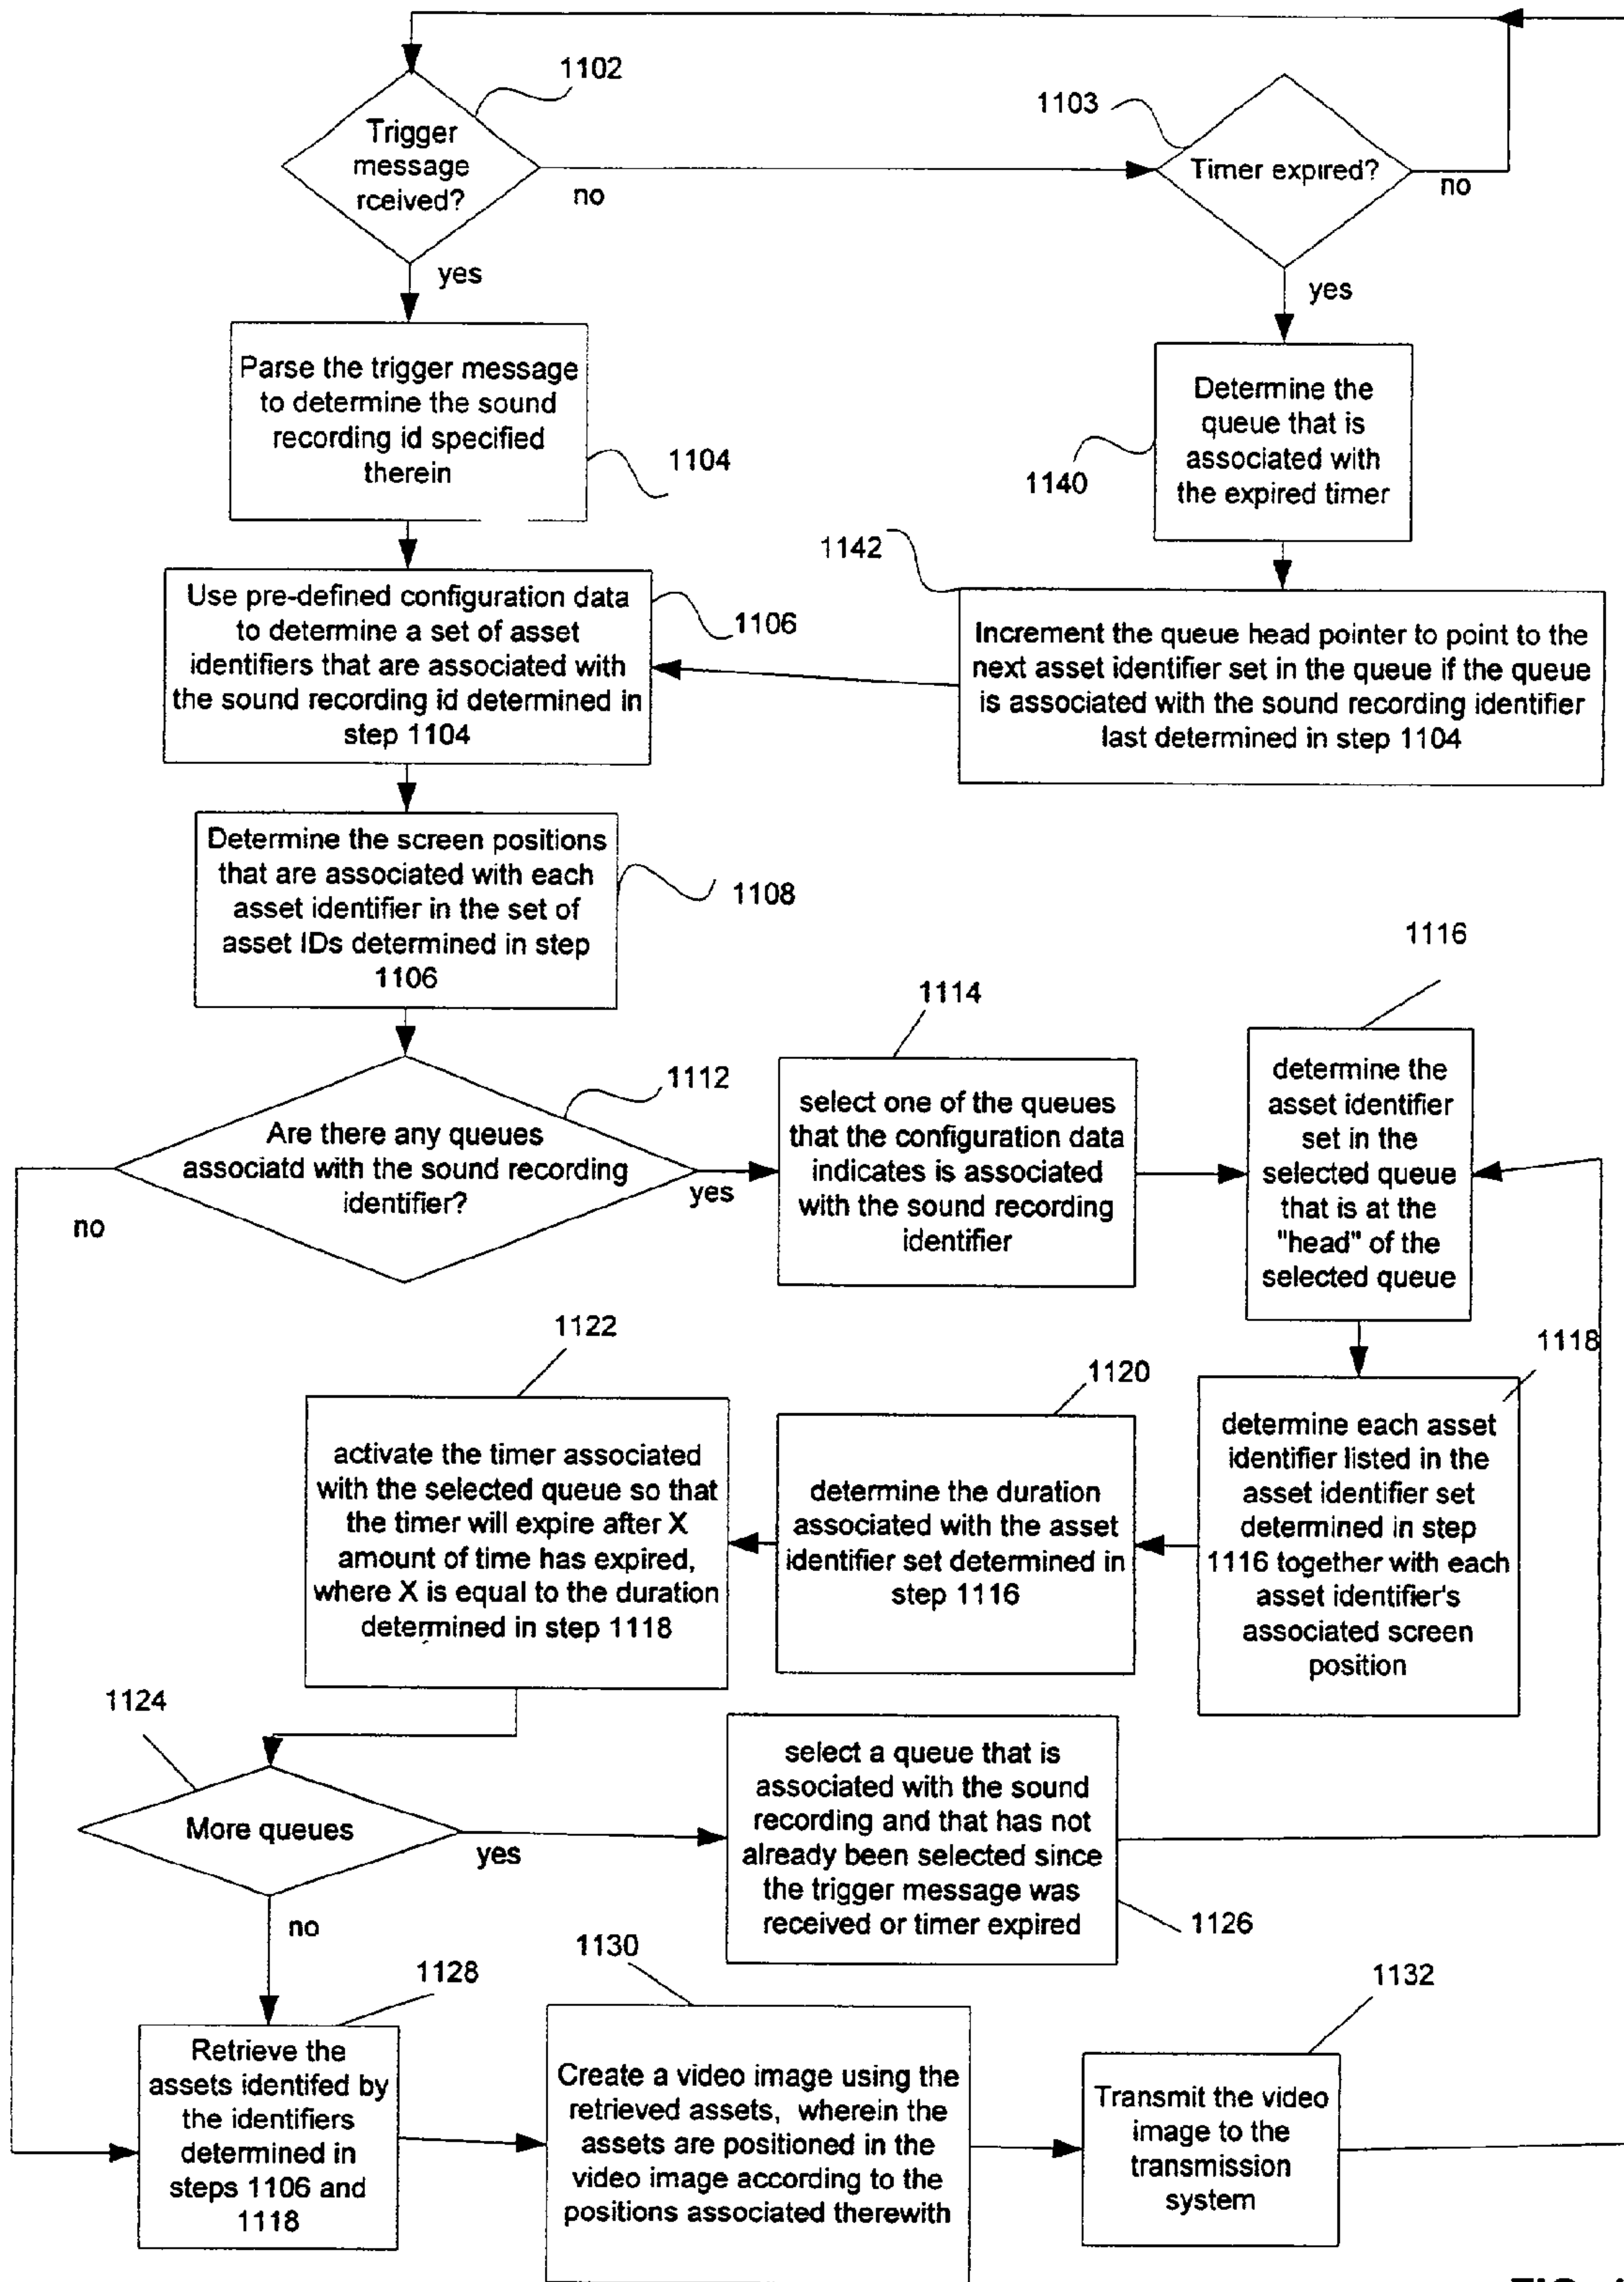 1102
Trigger
message
rceived?
no
yes
1103
Timer expired?
no
yes
Parse the trigger message
to determine the sound
recording id specified
therein
1104
Determine the
queue that is
associated with
the expired timer
1140
1142
Use pre-defined configuration data
to determine a set of asset
identifiers that are associated with
the sound recording id determined in
step 1104
1106
Increment the queue head pointer to point to the
next asset identifier set in the queue if the queue
is associated with the sound recording identifier
last determined in step 1104
Determine the screen positions
that are associated with each
asset identifier in the set of
asset IDs determined in step
1106
1108
1112
Are there any queues
associatd with the sound recording
identifier?
no
yes
1114
select one of the queues
that the configuration data
indicates is associated
with the sound recording
identifier
1116
determine the
asset identifier
set in the
selected queue
that is at the
"head" of the
selected queue
1118
determine each asset
identifier listed in the
asset identifier set
determined in step
1116 together with each
asset identifier's
associated screen
position
1120
determine the duration
associated with the asset
identifier set determined in
step 1116
1122
activate the timer associated
with the selected queue so that
the timer will expire after X
amount of time has expired,
where X is equal to the duration
determined in step 1118
1124
More queues
yes
no
select a queue that is
associated with the sound
recording and that has not
already been selected since
the trigger message was
received or timer expired
1126
1128
Retrieve the
assets identifed by
the identifiers
determined in
steps 1106 and
1118
1130
Create a video image using the
retrieved assets, wherein the
assets are positioned in the
video image according to the
positions associated therewith
1132
Transmit the video
image to the
transmission
system